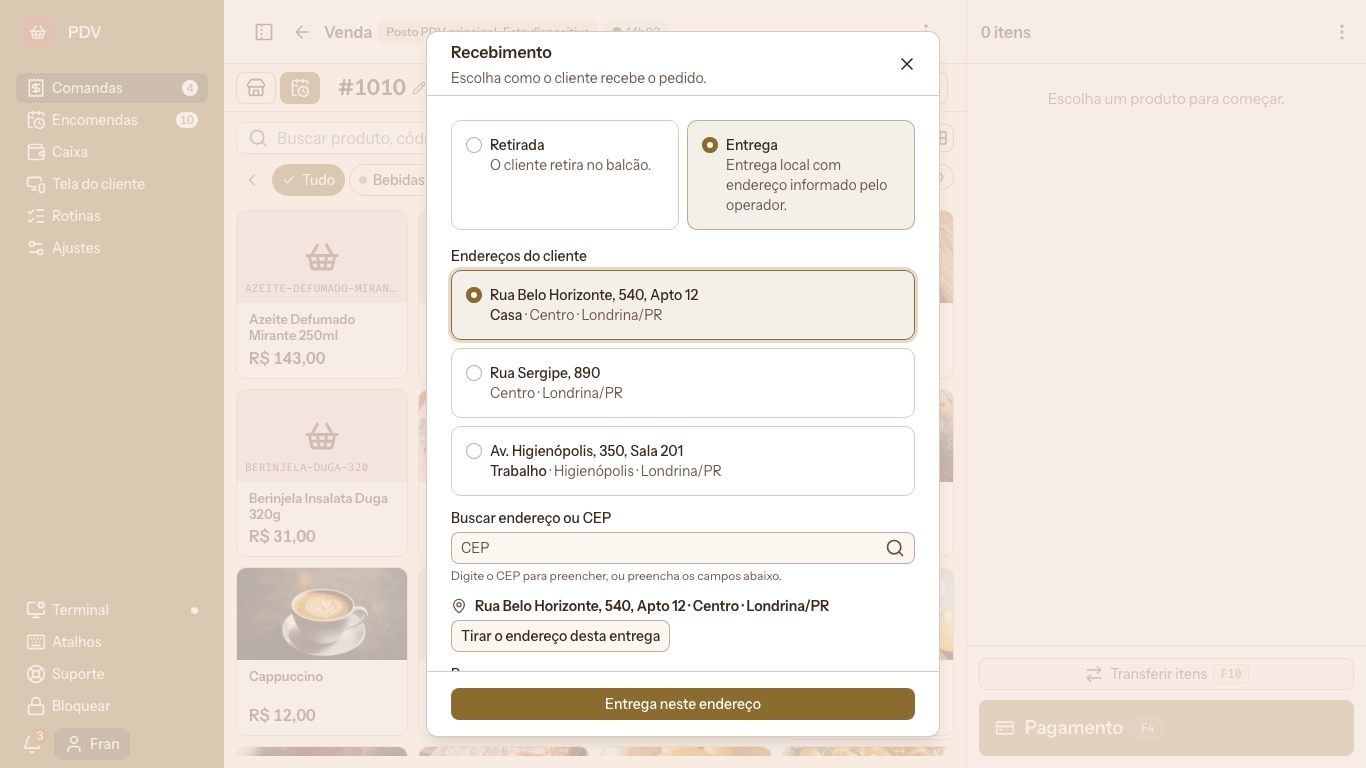 PDV
Comandas 4
Encomendas 10
Caixa
Tela do cliente
Rotinas
Ajustes
Terminal
Atalhos
Suporte
Bloquear
3
Fran
Venda
#1010
Buscar produto, códi
Tudo
Bebidas
AZEITE-DEFUMADO-MIRAN…
Azeite Defumado
Mirante 250ml
R$ 143,00
BERINJELA-DUGA-320
Berinjela Insalata Duga
320g
R$ 31,00
Cappuccino
R$ 12,00
Recebimento
Escolha como o cliente recebe o pedido.
Retirada
O cliente retira no balcão.
Entrega
Entrega local com
endereço informado pelo
operador.
Endereços do cliente
Rua Belo Horizonte, 540, Apto 12
Casa · Centro · Londrina/PR
Rua Sergipe, 890
Centro · Londrina/PR
Av. Higienópolis, 350, Sala 201
Trabalho · Higienópolis · Londrina/PR
Buscar endereço ou CEP
CEP
Digite o CEP para preencher, ou preencha os campos abaixo.
Rua Belo Horizonte, 540, Apto 12 · Centro · Londrina/PR
Tirar o endereço desta entrega
Entrega neste endereço
0 itens
Escolha um produto para começar.
Transferir itens F10
Pagamento F4